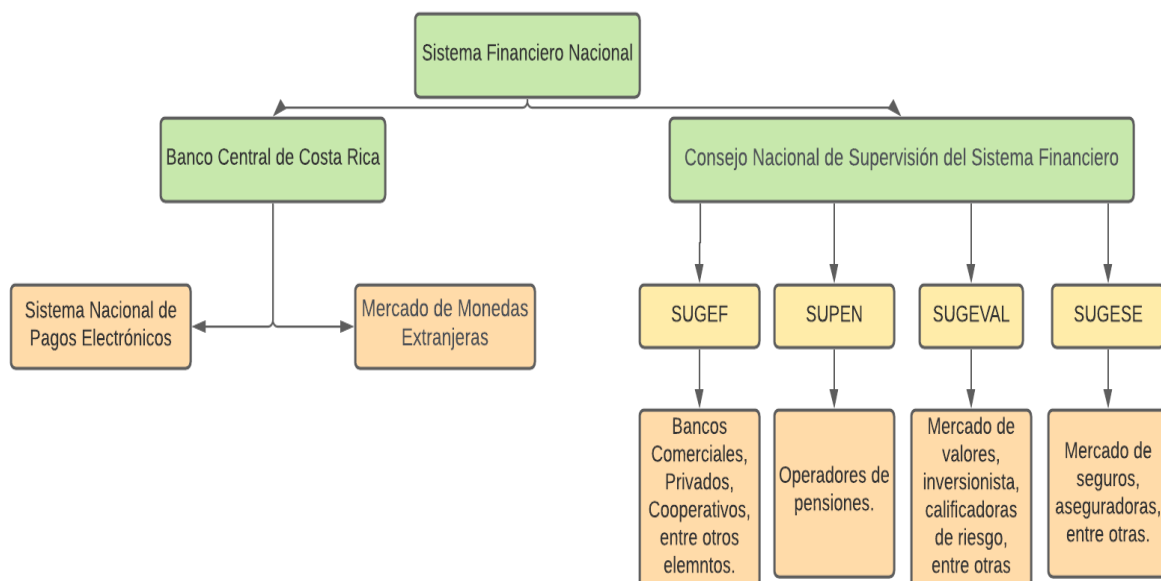 Sistema Financiero Nacional
Banco Central de Costa Rica
Consejo Nacional de Supervisión del Sistema Financiero
Sistema Nacional de
Pagos Electrónicos
Mercado de Monedas
Extranjeras
SUGEF
SUPEN
SUGEVAL
SUGESE
Bancos
Comerciales,
Privados,
Cooperativos,
entre otros
elemntos.
Operadores de
pensiones.
Mercado de
valores,
inversionista,
calificadoras
de riesgo,
entre otras
Mercado de
seguros,
aseguradoras,
entre otras.